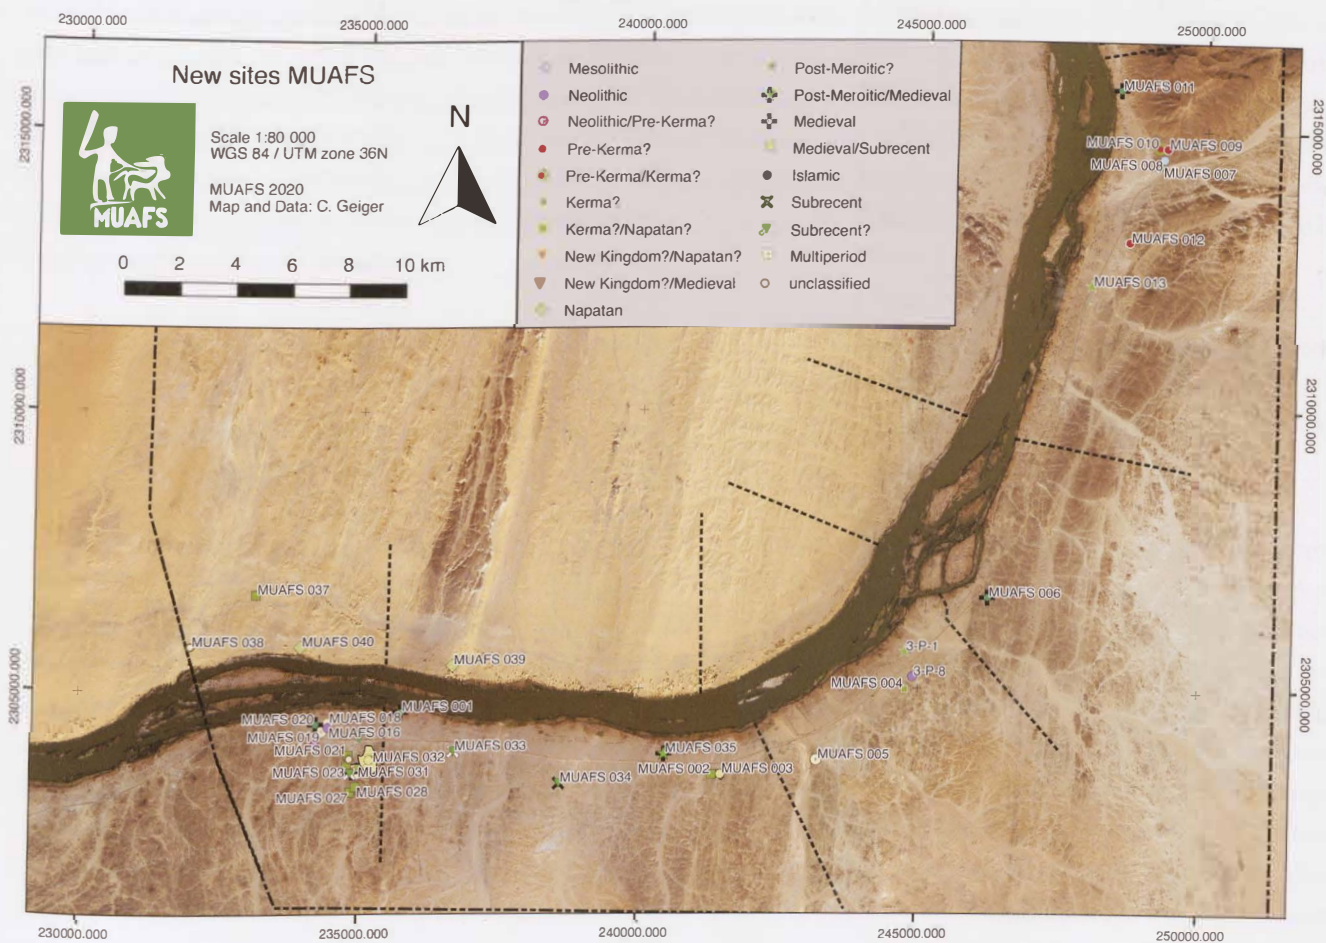 230000.000
235000.000
240000.000
245000.000
250000.000
New sites MUAFS
MUAFS
Scale 1:80 000
WGS 84 / UTM zone 36N
MUAFS 2020
Map and Data: C. Geiger
N
0 2 4 6 8 10 km
Mesolithic
Neolithic
Neolithic/Pre-Kerma?
Pre-Kerma?
Pre-Kerma/Kerma?
Kerma?
Kerma?/Napatan?
New Kingdom?/Napatan?
New Kingdom?/Medieval
Napatan
Post-Meroitic?
Post-Meroitic/Medieval
Medieval
Medieval/Subrecent
Islamic
Subrecent
Subrecent?
Multiperiod
unclassified
2315000.000
2310000.000
2305000.000
2315000.000
2310000.000
2305000.000
MUAFS 011
MUAFS 010
MUAFS 009
MUAFS 008
MUAFS 007
MUAFS 012
MUAFS 013
MUAFS 037
MUAFS 006
MUAFS 038
MUAFS 040
MUAFS 039
3-P-1
3-P-8
MUAFS 004
MUAFS 001
MUAFS 020
MUAFS 018
MUAFS 016
MUAFS 019
MUAFS 021
MUAFS 032
MUAFS 033
MUAFS 035
MUAFS 005
MUAFS 023
MUAFS 031
MUAFS 034
MUAFS 002
MUAFS 003
MUAFS 027
MUAFS 028
230000.000
235000.000
240000.000
245000.000
250000.000